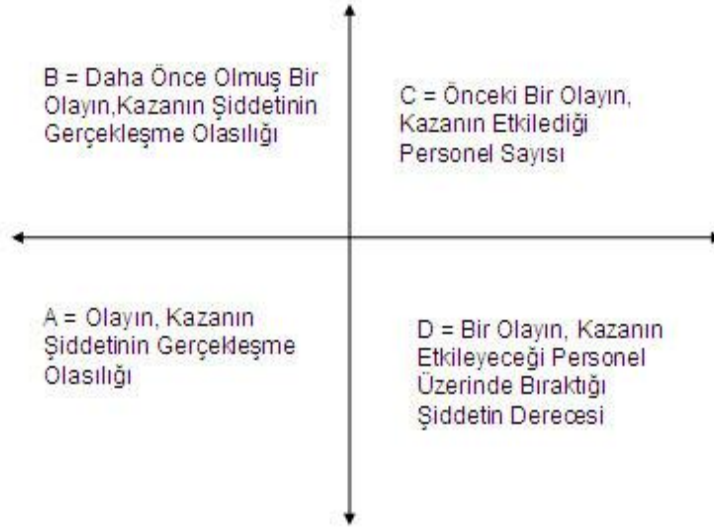 B = Daha Önce Olmuş Bir
Olayın,Kazanın Şiddetinin
Gerçekleşme Olasılığı
C = Önceki Bir Olayın,
Kazanın Etkilediği
Personel Sayısı
A = Olayın, Kazanın
Şiddetinin Gerçekleşme
Olasılığı
D = Bir Olayın, Kazanın
Etkileyeceği Personel
Üzerinde Bıraktığı
Şiddetin Derecesi